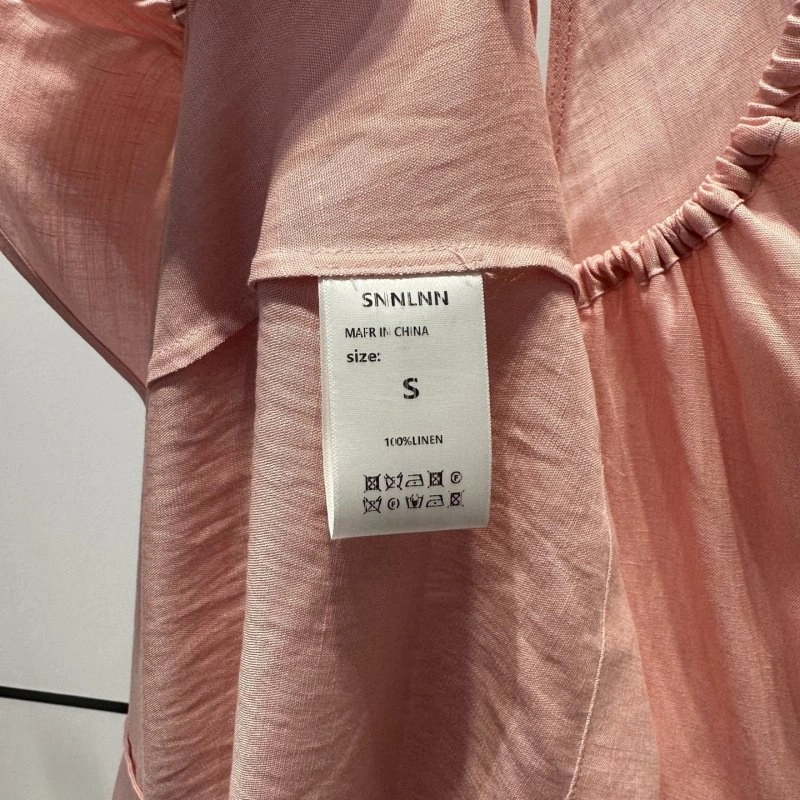 SNNLNN
MAFR IN CHINA
size:
S
100%LINEN